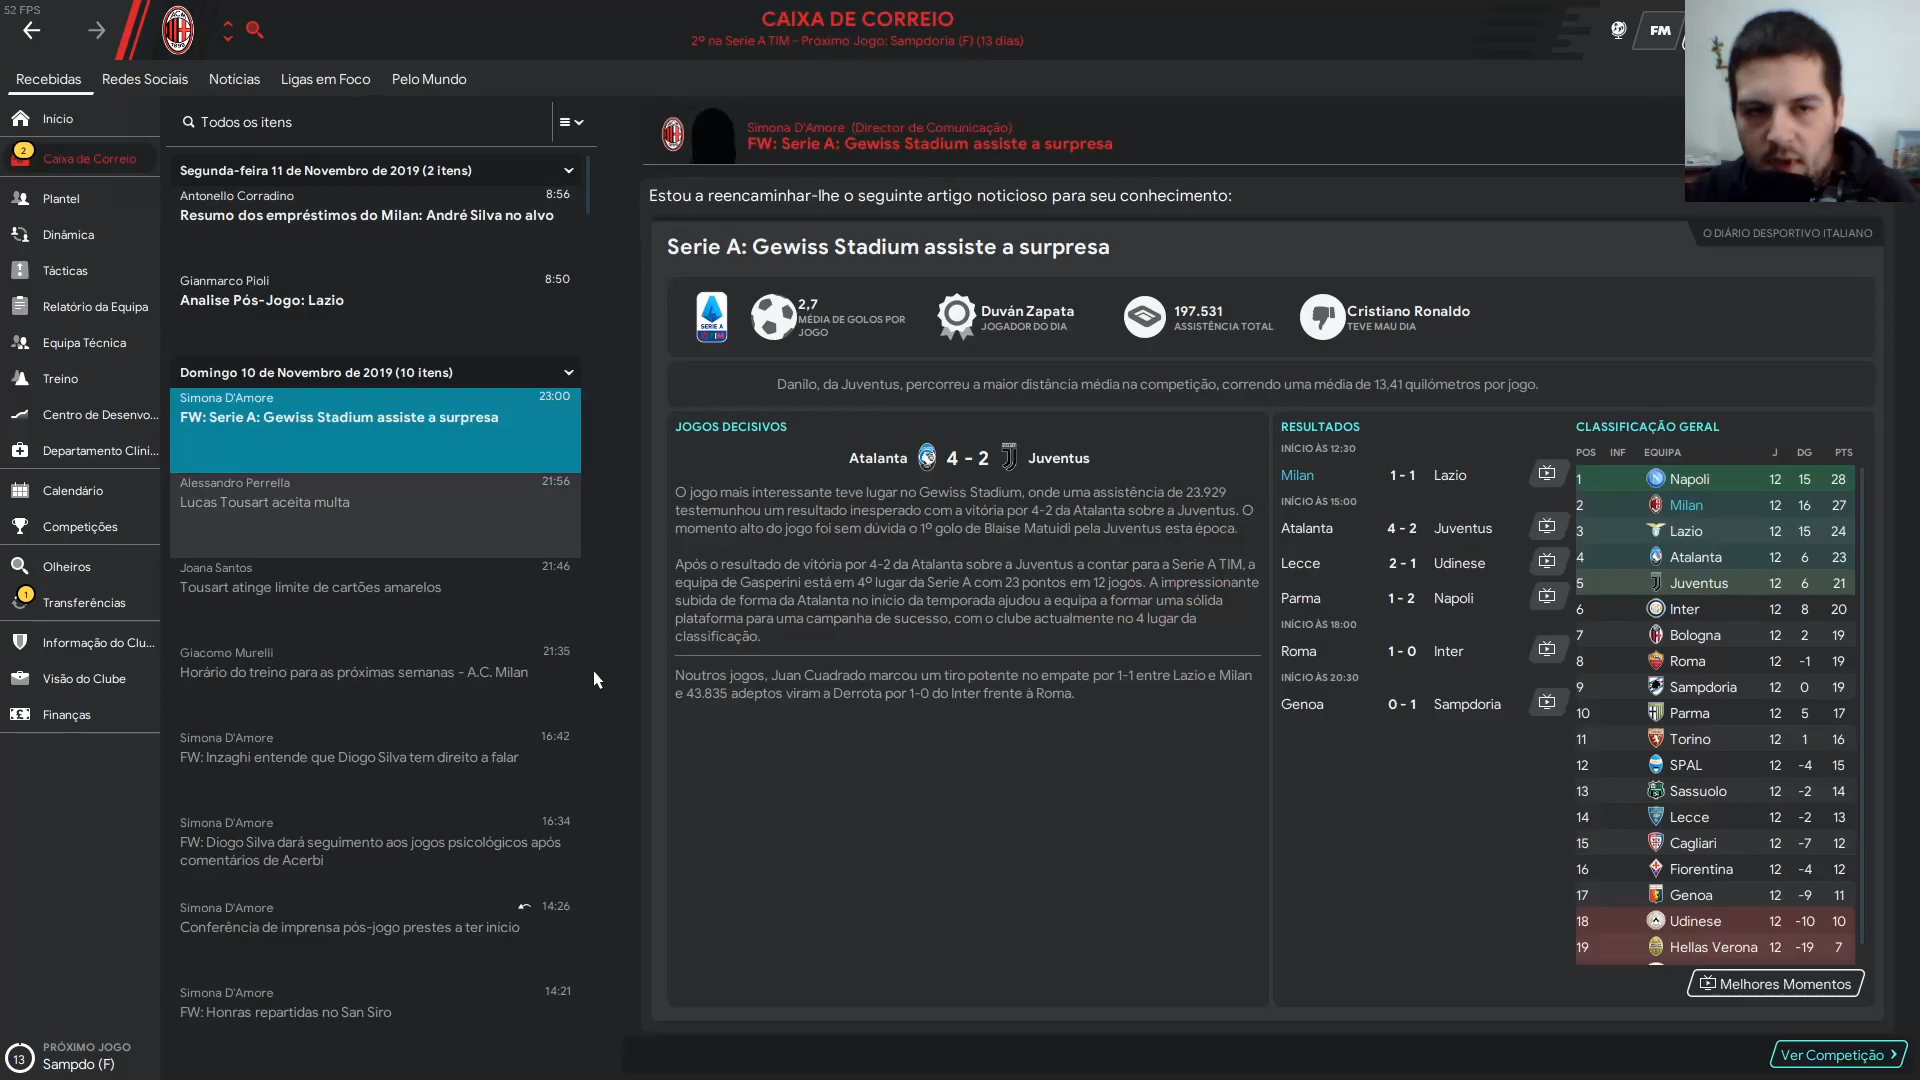 52 FPS
CAIXA DE CORREIO
2º na Serie A TIM - Próximo Jogo: Sampdoria (F) (13 dias)
FM
Recebidas
Redes Sociais
Notícias
Ligas em Foco
Pelo Mundo
Início
2
Caixa de Correio
Plantel
Dinâmica
Tácticas
Relatório da Equipa
Equipa Técnica
Treino
Centro de Desenvo...
Departamento Clíni...
Calendário
Competições
Olheiros
1
Transferências
Informação do Clu...
Visão do Clube
Finanças
13
PRÓXIMO JOGO
Sampdo (F)
Todos os itens
Segunda-feira 11 de Novembro de 2019 (2 itens)
Antonello Corradino 8:56
Resumo dos empréstimos do Milan: André Silva no alvo
Gianmarco Pioli 8:50
Analise Pós-Jogo: Lazio
Domingo 10 de Novembro de 2019 (10 itens)
Simona D'Amore 23:00
FW: Serie A: Gewiss Stadium assiste a surpresa
Alessandro Perrella 21:56
Lucas Tousart aceita multa
Joana Santos 21:46
Tousart atinge limite de cartões amarelos
Giacomo Murelli 21:35
Horário do treino para as próximas semanas - A.C. Milan
Simona D'Amore 16:42
FW: Inzaghi entende que Diogo Silva tem direito a falar
Simona D'Amore 16:34
FW: Diogo Silva dará seguimento aos jogos psicológicos após
comentários de Acerbi
Simona D'Amore 14:26
Conferência de imprensa pós-jogo prestes a ter início
Simona D'Amore 14:21
FW: Honras repartidas no San Siro
Simona D'Amore (Director de Comunicação)
FW: Serie A: Gewiss Stadium assiste a surpresa
Estou a reencaminhar-lhe o seguinte artigo noticioso para seu conhecimento:
O DIÁRIO DESPORTIVO ITALIANO
Serie A: Gewiss Stadium assiste a surpresa
SERIE A
TIM
2,7
MÉDIA DE GOLOS POR
JOGO
Duván Zapata
JOGADOR DO DIA
197.531
ASSISTÊNCIA TOTAL
Cristiano Ronaldo
TEVE MAU DIA
Danilo, da Juventus, percorreu a maior distância média na competição, correndo uma média de 13,41 quilómetros por jogo.
JOGOS DECISIVOS
Atalanta 4 - 2 Juventus
O jogo mais interessante teve lugar no Gewiss Stadium, onde uma assistência de 23.929
testemunhou um resultado inesperado com a vitória por 4-2 da Atalanta sobre a Juventus. O
momento alto do jogo foi sem dúvida o 1º golo de Blaise Matuidi pela Juventus esta época.
Após o resultado de vitória por 4-2 da Atalanta sobre a Juventus a contar para a Serie A TIM, a
equipa de Gasperini está em 4º lugar da Serie A com 23 pontos em 12 jogos. A impressionante
subida de forma da Atalanta no início da temporada ajudou a equipa a formar uma sólida
plataforma para uma campanha de sucesso, com o clube actualmente no 4 lugar da
classificação.
Noutros jogos, Juan Cuadrado marcou um tiro potente no empate por 1-1 entre Lazio e Milan
e 43.835 adeptos viram a Derrota por 1-0 do Inter frente à Roma.
RESULTADOS
INÍCIO ÀS 12:30
Milan 1 - 1 Lazio
INÍCIO ÀS 15:00
Atalanta 4 - 2 Juventus
Lecce 2 - 1 Udinese
Parma 1 - 2 Napoli
INÍCIO ÀS 18:00
Roma 1 - 0 Inter
INÍCIO ÀS 20:30
Genoa 0 - 1 Sampdoria
CLASSIFICAÇÃO GERAL
POS INF EQUIPA J DG PTS
1 Napoli 12 15 28
2 Milan 12 16 27
3 Lazio 12 15 24
4 Atalanta 12 6 23
5 Juventus 12 6 21
6 Inter 12 8 20
7 Bologna 12 2 19
8 Roma 12 -1 19
9 Sampdoria 12 0 19
10 Parma 12 5 17
11 Torino 12 1 16
12 SPAL 12 -4 15
13 Sassuolo 12 -2 14
14 Lecce 12 -2 13
15 Cagliari 12 -7 12
16 Fiorentina 12 -4 12
17 Genoa 12 -9 11
18 Udinese 12 -10 10
19 Hellas Verona 12 -19 7
Melhores Momentos
Ver Competição